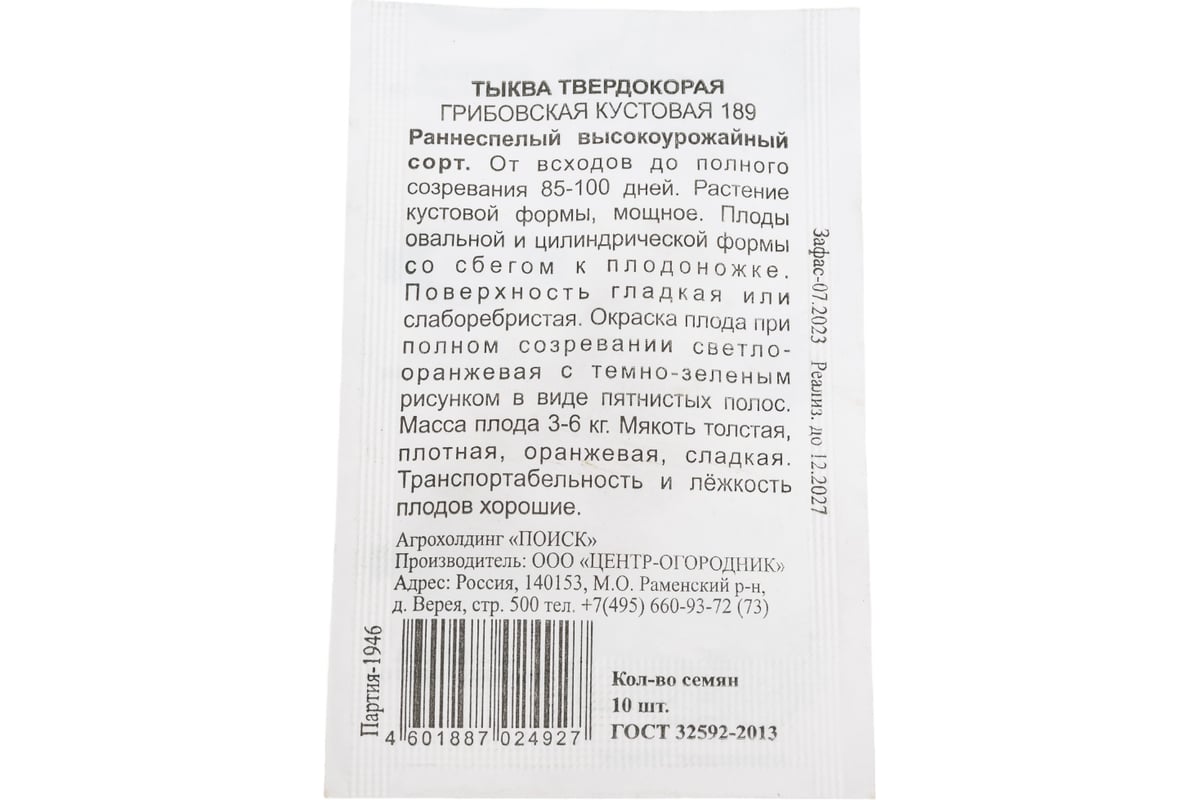 ТЫКВА ТВЕРДОКОРАЯ
ГРИБОВСКАЯ КУСТОВАЯ 189
Раннеспелый высокоурожайный
сорт. От всходов до полного
созревания 85-100 дней. Растение
кустовой формы, мощное. Плоды
овальной и цилиндрической формы
со сбегом к плодоножке.
Поверхность гладкая или
слаборебристая. Окраска плода при
полном созревании светло-
оранжевая с темно-зеленым
рисунком в виде пятнистых полос.
Масса плода 3-6 кг. Мякоть толстая,
плотная, оранжевая, сладкая.
Транспортабельность и лёжкость
плодов хорошие.
Агрохолдинг «ПОИСК»
Производитель: ООО «ЦЕНТР-ОГОРОДНИК»
Адрес: Россия, 140153, М.О. Раменский р-н,
д. Верея, стр. 500 тел. +7(495) 660-93-72 (73)
Зафас-07.2023 Реализ. до 12.2027
Партия-1946
4 601887 024927
Кол-во семян
10 шт.
ГОСТ 32592-2013